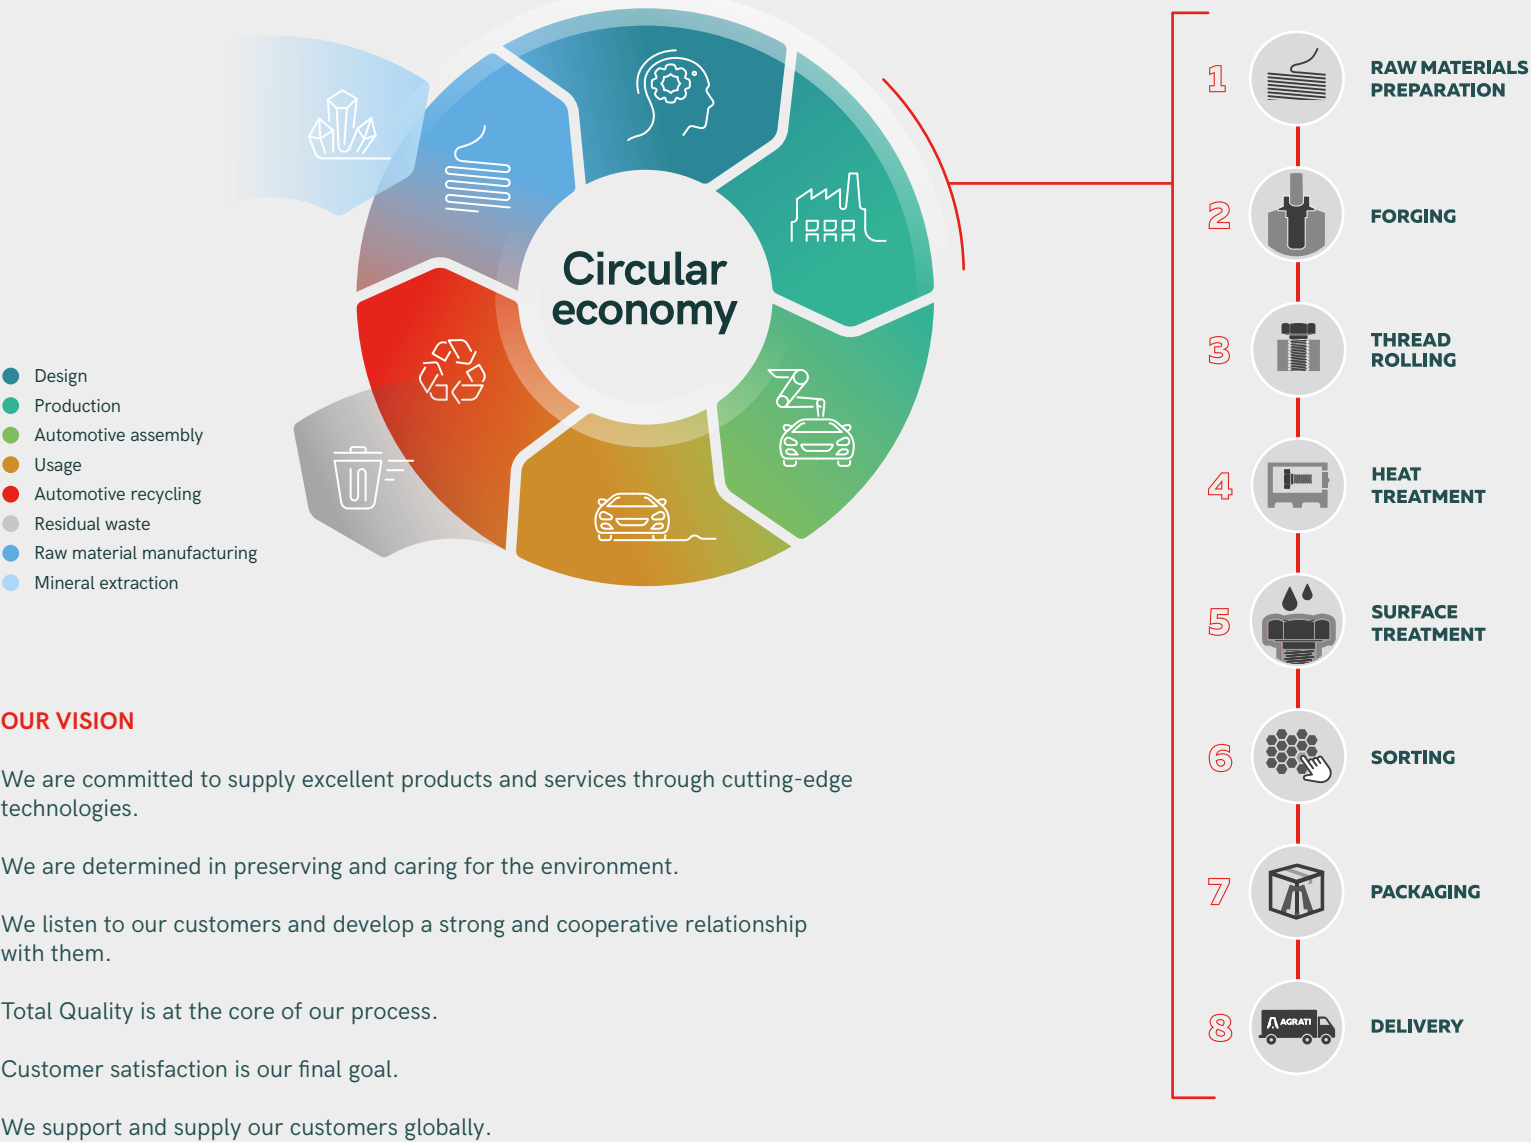 Circular
economy
Design
Production
Automotive assembly
Usage
Automotive recycling
Residual waste
Raw material manufacturing
Mineral extraction
OUR VISION
We are committed to supply excellent products and services through cutting-edge
technologies.
We are determined in preserving and caring for the environment.
We listen to our customers and develop a strong and cooperative relationship
with them.
Total Quality is at the core of our process.
Customer satisfaction is our final goal.
We support and supply our customers globally.
1
RAW MATERIALS
PREPARATION
2
FORGING
3
THREAD
ROLLING
4
HEAT
TREATMENT
5
SURFACE
TREATMENT
6
SORTING
7
PACKAGING
8
AGRATI
DELIVERY